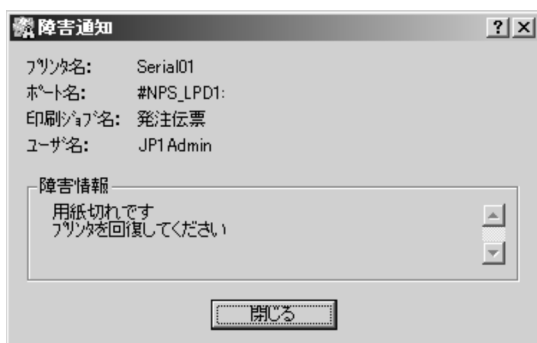 障害通知
プリンタ名: Serial01
ポート名: #NPS_LPD1:
印刷ジョブ名: 発注伝票
ユーザ名: JP1Admin
障害情報
用紙切れです
プリンタを回復してください
閉じる